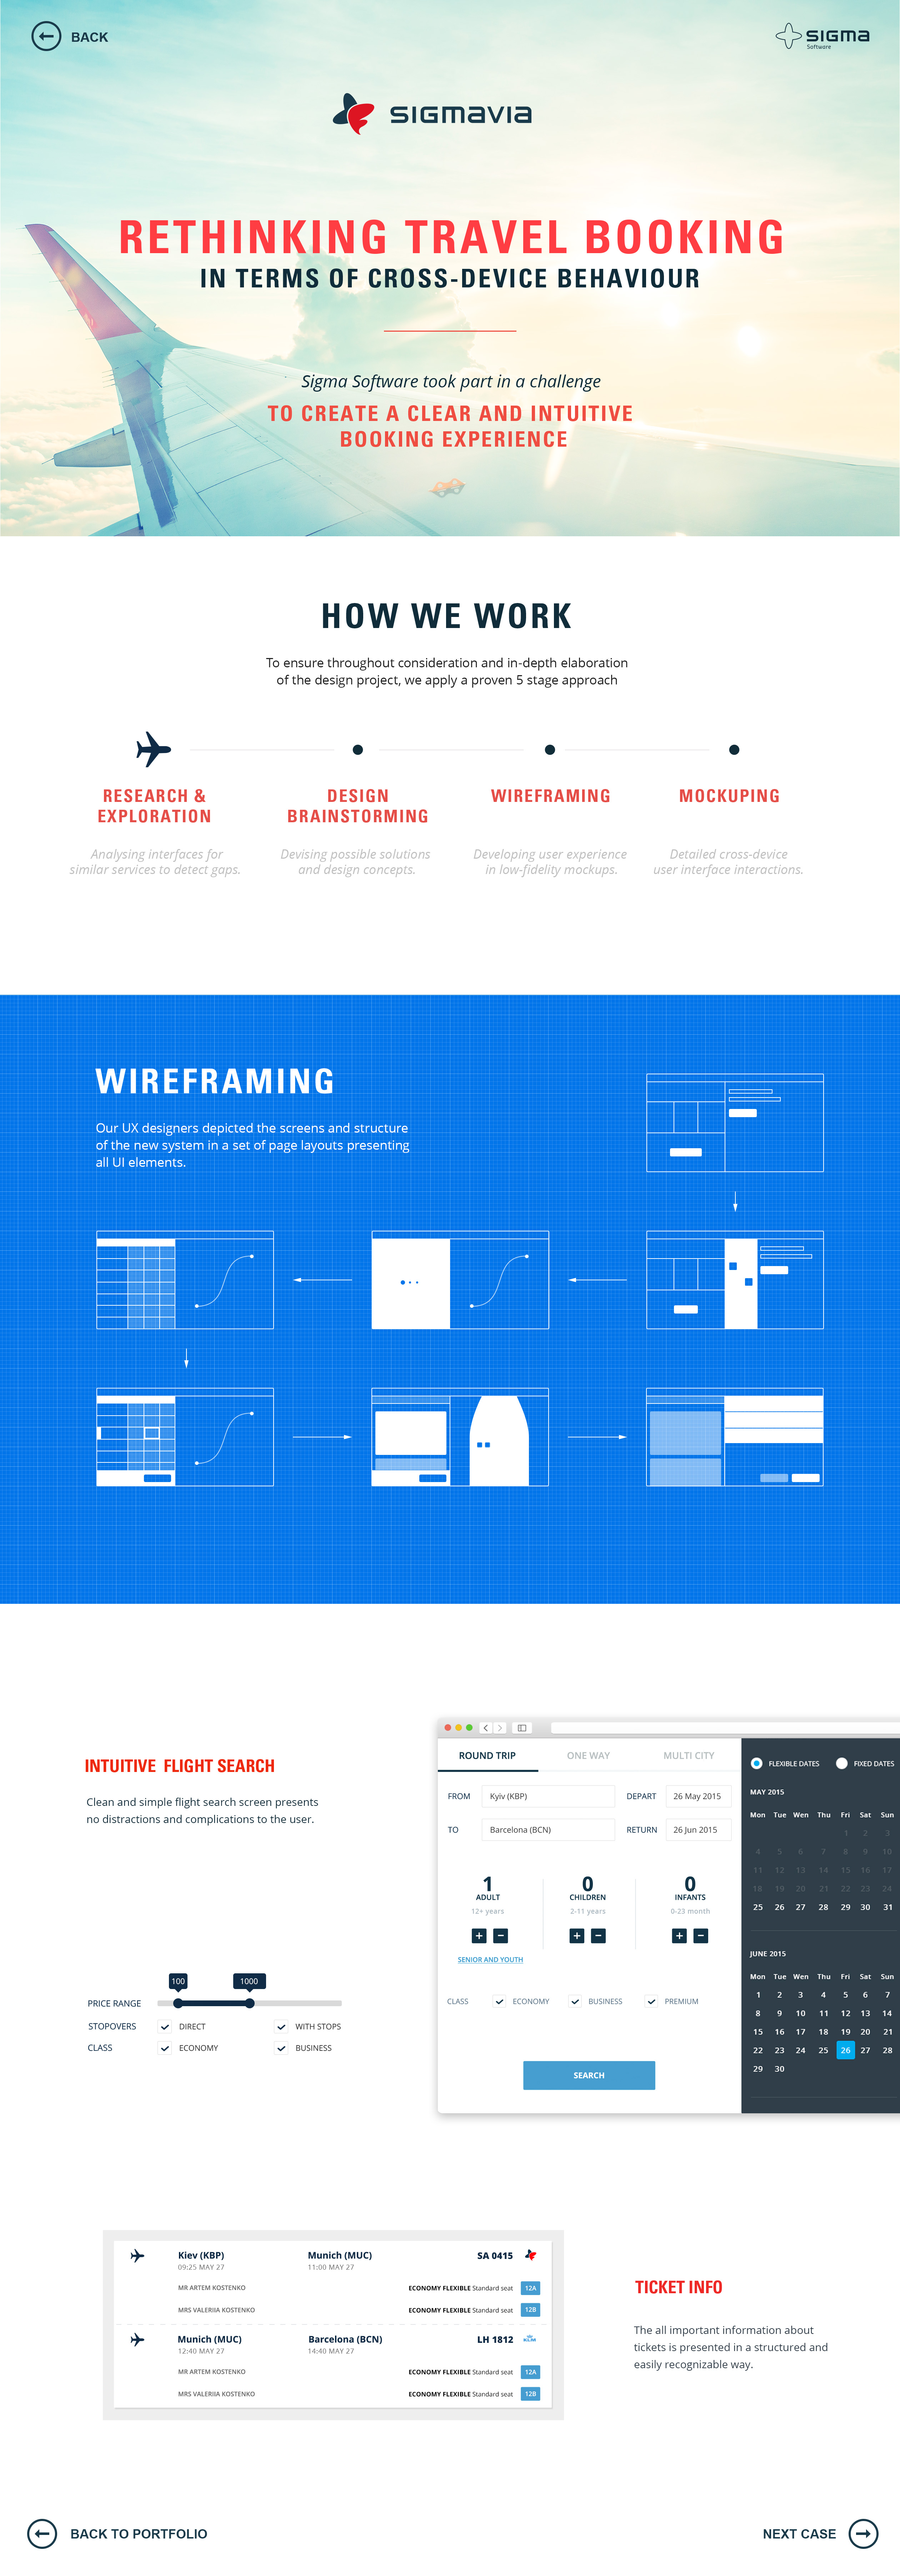 BACK
SIGMA
Software
SIGMAVIA
RETHINKING TRAVEL BOOKING
IN TERMS OF CROSS-DEVICE BEHAVIOUR
Sigma Software took part in a challenge
TO CREATE A CLEAR AND INTUITIVE
BOOKING EXPERIENCE
HOW WE WORK
To ensure throughout consideration and in-depth elaboration
of the design project, we apply a proven 5 stage approach
RESEARCH &
EXPLORATION
Analysing interfaces for
similar services to detect gaps.
DESIGN
BRAINSTORMING
Devising possible solutions
and design concepts.
WIREFRAMING
Developing user experience
in low-fidelity mockups.
MOCKUPING
Detailed cross-device
user interface interactions.
WIREFRAMING
Our UX designers depicted the screens and structure
of the new system in a set of page layouts presenting
all UI elements.
INTUITIVE FLIGHT SEARCH
Clean and simple flight search screen presents
no distractions and complications to the user.
100 1000
PRICE RANGE
STOPOVERS DIRECT WITH STOPS
CLASS ECONOMY BUSINESS
ROUND TRIP ONE WAY MULTI CITY
FROM Kyiv (KBP) DEPART 26 May 2015
TO Barcelona (BCN) RETURN 26 Jun 2015
1 0 0
ADULT CHILDREN INFANTS
12+ years 2-11 years 0-23 month
+ − + − + −
SENIOR AND YOUTH
CLASS ECONOMY BUSINESS PREMIUM
SEARCH
FLEXIBLE DATES FIXED DATES
MAY 2015
Mon Tue Wen Thu Fri Sat Sun
1 2 3
4 5 6 7 8 9 10
11 12 13 14 15 16 17
18 19 20 21 22 23 24
25 26 27 28 29 30 31
JUNE 2015
Mon Tue Wen Thu Fri Sat Sun
1 2 3 4 5 6 7
8 9 10 11 12 13 14
15 16 17 18 19 20 21
22 23 24 25 26 27 28
29 30
Kiev (KBP) Munich (MUC) SA 0415
09:25 MAY 27 11:00 MAY 27
MR ARTEM KOSTENKO ECONOMY FLEXIBLE Standard seat 12A
MRS VALERIIA KOSTENKO ECONOMY FLEXIBLE Standard seat 12B
Munich (MUC) Barcelona (BCN) LH 1812 KLM
12:40 MAY 27 14:40 MAY 27
MR ARTEM KOSTENKO ECONOMY FLEXIBLE Standard seat 12A
MRS VALERIIA KOSTENKO ECONOMY FLEXIBLE Standard seat 12B
TICKET INFO
The all important information about
tickets is presented in a structured and
easily recognizable way.
BACK TO PORTFOLIO
NEXT CASE